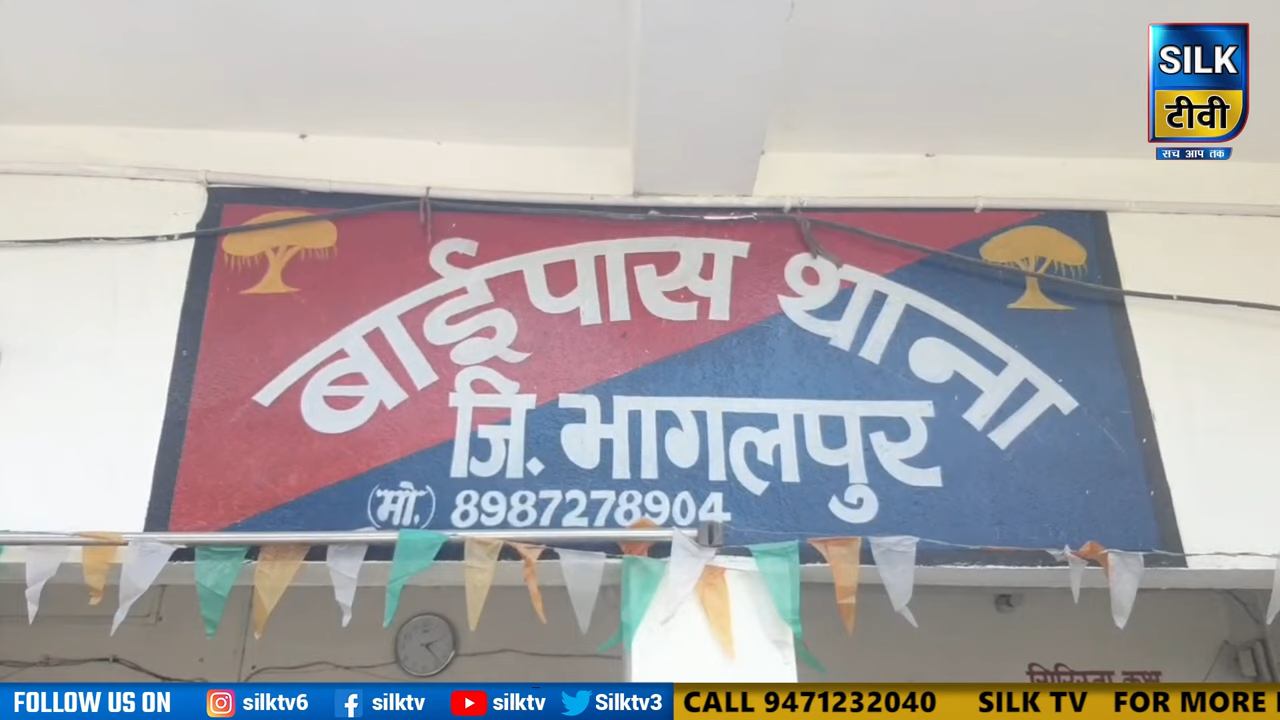 SILK
टीवी
सच आप तक
बाईपास थाना
जि. भागलपुर
(मो.) 8987278904
FOLLOW US ON silktv6 silktv silktv Silktv3 CALL 9471232040 SILK TV FOR MORE